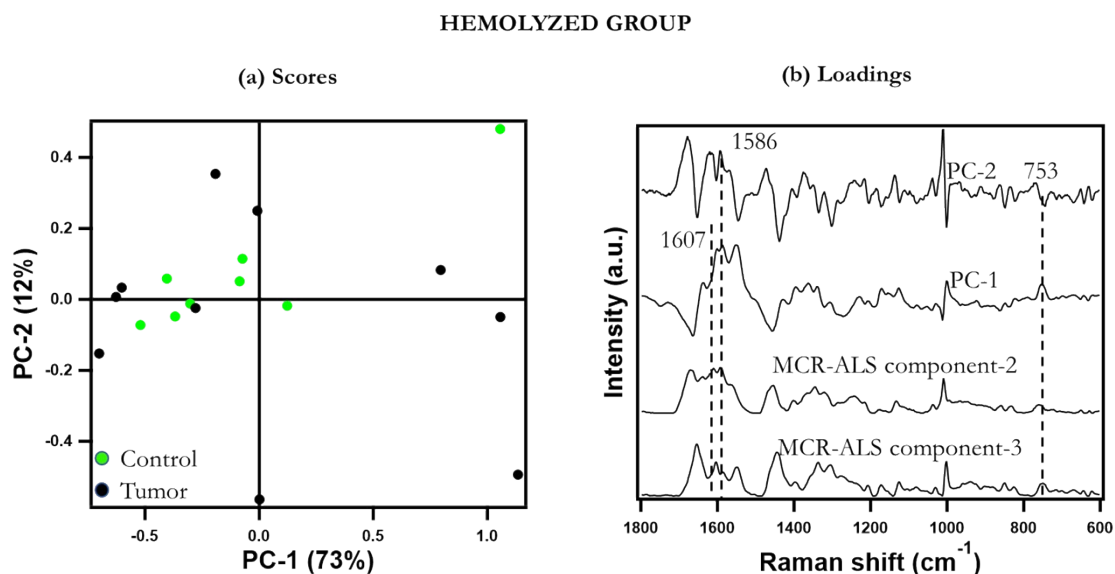 HEMOLYZED GROUP
(a) Scores
0.4
0.2
0.0
-0.2
-0.4
PC-2 (12%)
Control
Tumor
-0.5
0.0
0.5
1.0
PC-1 (73%)
(b) Loadings
1586
PC-2
753
1607
PC-1
MCR-ALS component-2
MCR-ALS component-3
Intensity (a.u.)
1800
1600
1400
1200
1000
800
600
Raman shift (cm⁻¹)